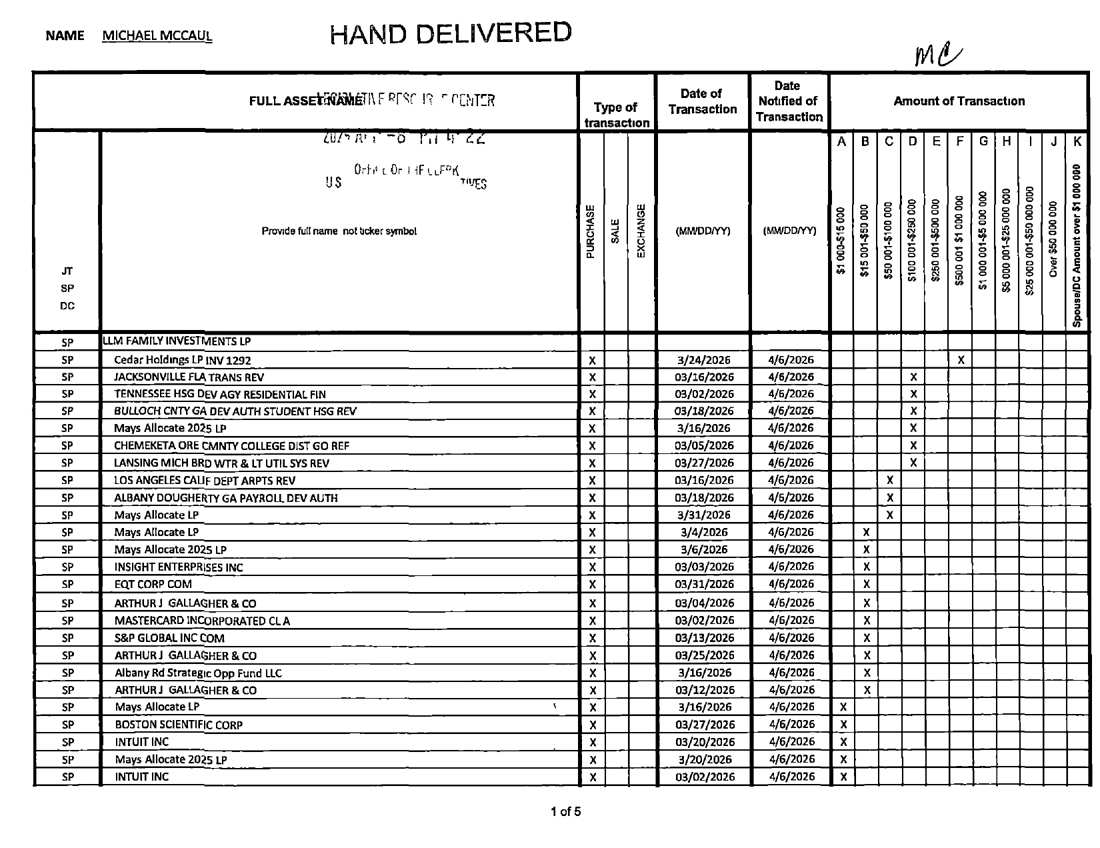 NAME MICHAEL MCCAUL
HAND DELIVERED
MC
FULL ASSET NAME
Type of transaction
Date of Transaction
Date Notified of Transaction
Amount of Transaction
Provide full name not ticker symbol
JT
SP
DC
PURCHASE
SALE
EXCHANGE
(MM/DD/YY)
(MM/DD/YY)
A B C D E F G H I J K
$1 000-$15 000
$15 001-$50 000
$50 001-$100 000
$100 001-$250 000
$250 001-$500 000
$500 001 $1 000 000
$1 000 001-$5 000 000
$5 000 001-$25 000 000
$25 000 001-$50 000 000
Over $50 000 000
Spouse/DC Amount over $1 000 000
SP LLM FAMILY INVESTMENTS LP
SP Cedar Holdings LP INV 1292 X 3/24/2026 4/6/2026 X
SP JACKSONVILLE FLA TRANS REV X 03/16/2026 4/6/2026 X
SP TENNESSEE HSG DEV AGY RESIDENTIAL FIN X 03/02/2026 4/6/2026 X
SP BULLOCH CNTY GA DEV AUTH STUDENT HSG REV X 03/18/2026 4/6/2026 X
SP Mays Allocate 2025 LP X 3/16/2026 4/6/2026 X
SP CHEMEKETA ORE CMNTY COLLEGE DIST GO REF X 03/05/2026 4/6/2026 X
SP LANSING MICH BRD WTR & LT UTIL SYS REV X 03/27/2026 4/6/2026 X
SP LOS ANGELES CALIF DEPT ARPTS REV X 03/16/2026 4/6/2026 X
SP ALBANY DOUGHERTY GA PAYROLL DEV AUTH X 03/18/2026 4/6/2026 X
SP Mays Allocate LP X 3/31/2026 4/6/2026 X
SP Mays Allocate LP X 3/4/2026 4/6/2026 X
SP Mays Allocate 2025 LP X 3/6/2026 4/6/2026 X
SP INSIGHT ENTERPRISES INC X 03/03/2026 4/6/2026 X
SP EQT CORP COM X 03/31/2026 4/6/2026 X
SP ARTHUR J GALLAGHER & CO X 03/04/2026 4/6/2026 X
SP MASTERCARD INCORPORATED CL A X 03/02/2026 4/6/2026 X
SP S&P GLOBAL INC COM X 03/13/2026 4/6/2026 X
SP ARTHUR J GALLAGHER & CO X 03/25/2026 4/6/2026 X
SP Albany Rd Strategic Opp Fund LLC X 3/16/2026 4/6/2026 X
SP ARTHUR J GALLAGHER & CO X 03/12/2026 4/6/2026 X
SP Mays Allocate LP X 3/16/2026 4/6/2026 X
SP BOSTON SCIENTIFIC CORP X 03/27/2026 4/6/2026 X
SP INTUIT INC X 03/20/2026 4/6/2026 X
SP Mays Allocate 2025 LP X 3/20/2026 4/6/2026 X
SP INTUIT INC X 03/02/2026 4/6/2026 X
1 of 5